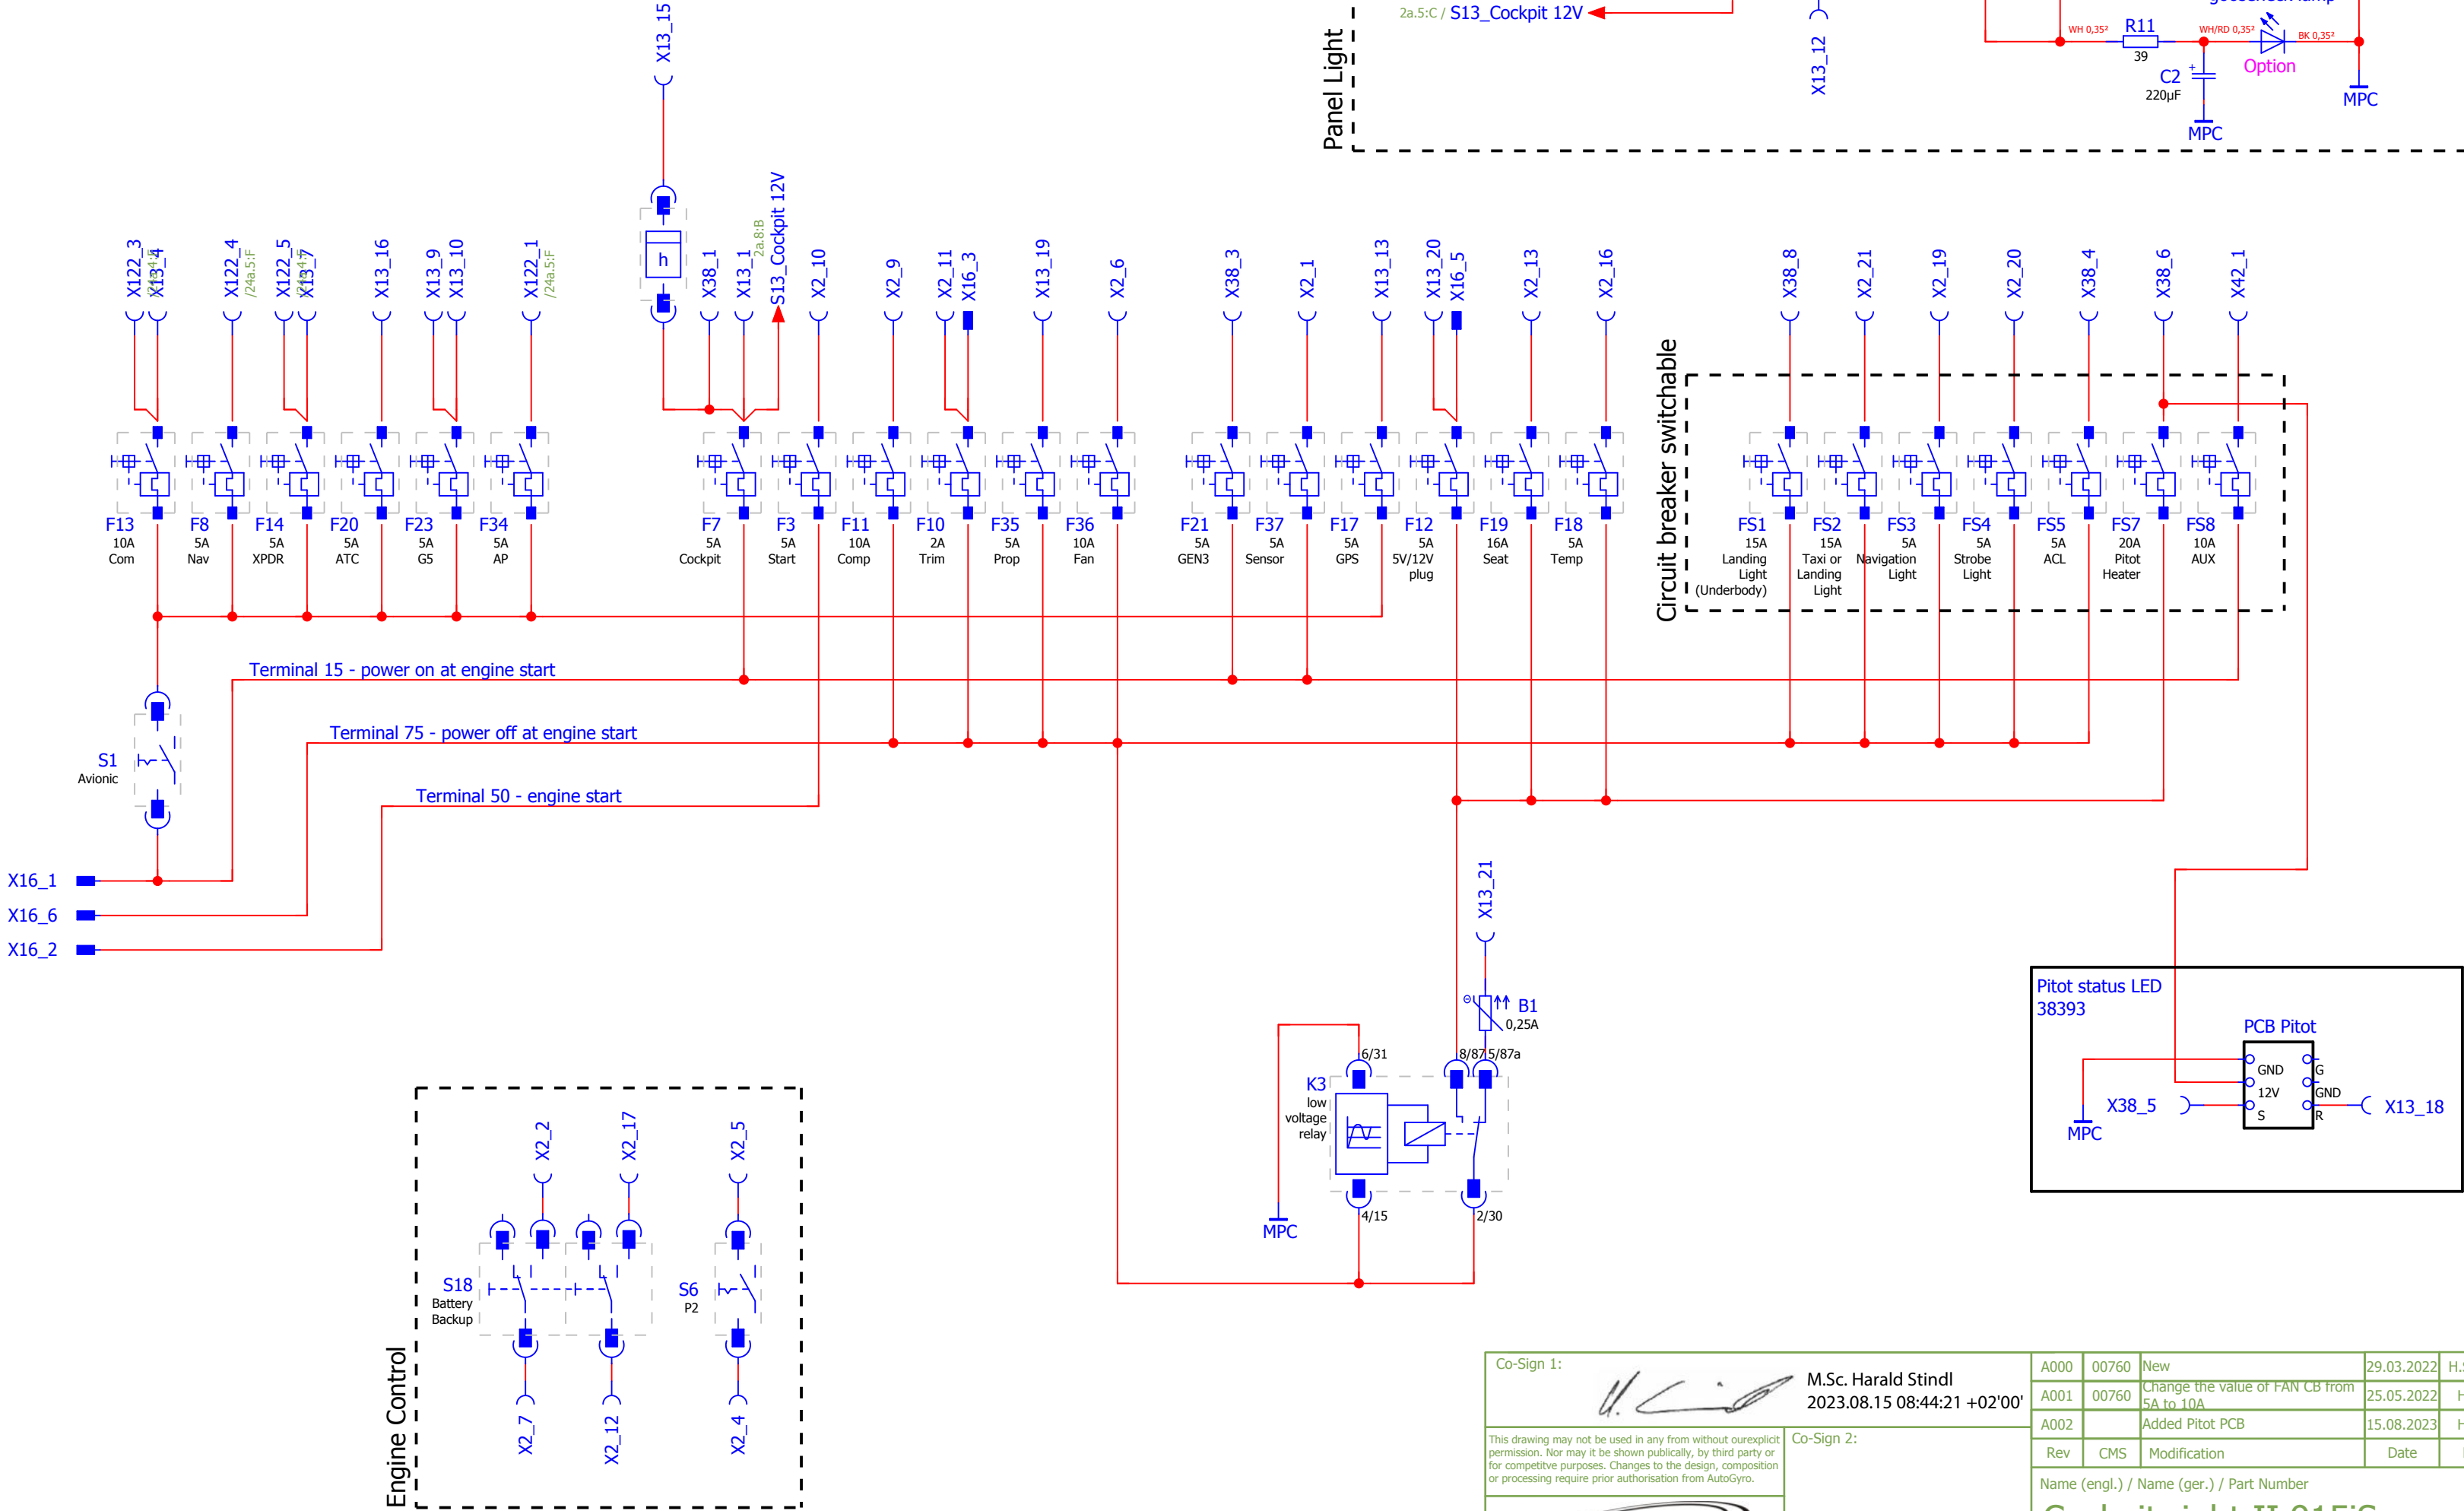 X13_15
2a.5:C / S13_Cockpit 12V
Panel Light
X13_12
WH 0,35²
R11
39
WH/RD 0,35²
BK 0,35²
gooseneck lamp
Option
C2
220µF
MPC
MPC
X122_3
X13_4
X122_4
/24a.5:F
X122_5
X13_7
X13_16
X13_9
X13_10
X122_1
/24a.5:F
h
X38_1
X13_1
2a.8:B
S13_Cockpit 12V
X2_10
X2_9
X2_11
X16_3
X13_19
X2_6
X38_3
X2_1
X13_13
X13_20
X16_5
X2_13
X2_16
X38_8
X2_21
X2_19
X2_20
X38_4
X38_6
X42_1
Circuit breaker switchable
F13
10A
Com
F8
5A
Nav
F14
5A
XPDR
F20
5A
ATC
F23
5A
G5
F34
5A
AP
F7
5A
Cockpit
F3
5A
Start
F11
10A
Comp
F10
2A
Trim
F35
5A
Prop
F36
10A
Fan
F21
5A
GEN3
F37
5A
Sensor
F17
5A
GPS
F12
5A
5V/12V
plug
F19
16A
Seat
F18
5A
Temp
FS1
15A
Landing
Light
(Underbody)
FS2
15A
Taxi or
Landing
Light
FS3
5A
Navigation
Light
FS4
5A
Strobe
Light
FS5
5A
ACL
FS7
20A
Pitot
Heater
FS8
10A
AUX
Terminal 15 - power on at engine start
Terminal 75 - power off at engine start
Terminal 50 - engine start
S1
Avionic
X16_1
X16_6
X16_2
X13_21
B1
0,25A
6/31
8/87
5/87a
K3
low
voltage
relay
4/15
2/30
MPC
Pitot status LED
38393
PCB Pitot
GND
12V
S
G
GND
R
X38_5
X13_18
MPC
Engine Control
X2_2
X2_17
X2_5
S18
Battery
Backup
S6
P2
X2_7
X2_12
X2_4
Co-Sign 1:
M.Sc. Harald Stindl
2023.08.15 08:44:21 +02'00'
This drawing may not be used in any from without ourexplicit
permission. Nor may it be shown publically, by third party or
for competitve purposes. Changes to the design, composition
or processing require prior authorisation from AutoGyro.
Co-Sign 2:
A000 00760 New 29.03.2022
A001 00760 Change the value of FAN CB from
5A to 10A 25.05.2022
A002 Added Pitot PCB 15.08.2023
Rev CMS Modification Date
Name (engl.) / Name (ger.) / Part Number